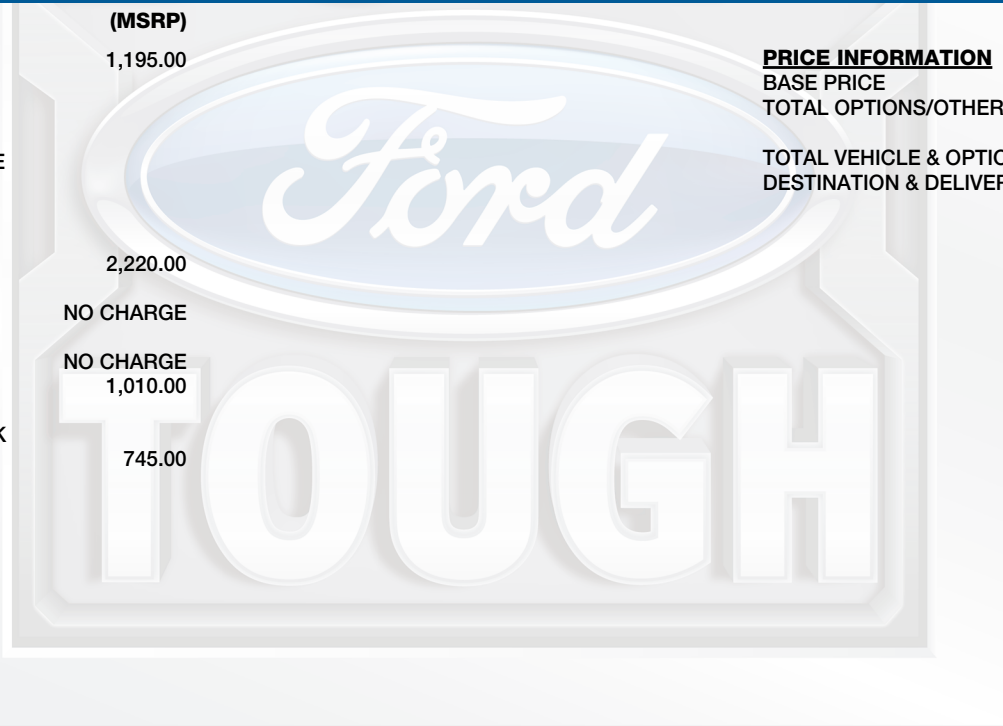 (MSRP)
1,195.00
E
2,220.00
NO CHARGE
NO CHARGE
1,010.00
K
745.00
PRICE INFORMATION
BASE PRICE
TOTAL OPTIONS/OTHER
TOTAL VEHICLE & OPTIO
DESTINATION & DELIVER
Ford
TOUGH